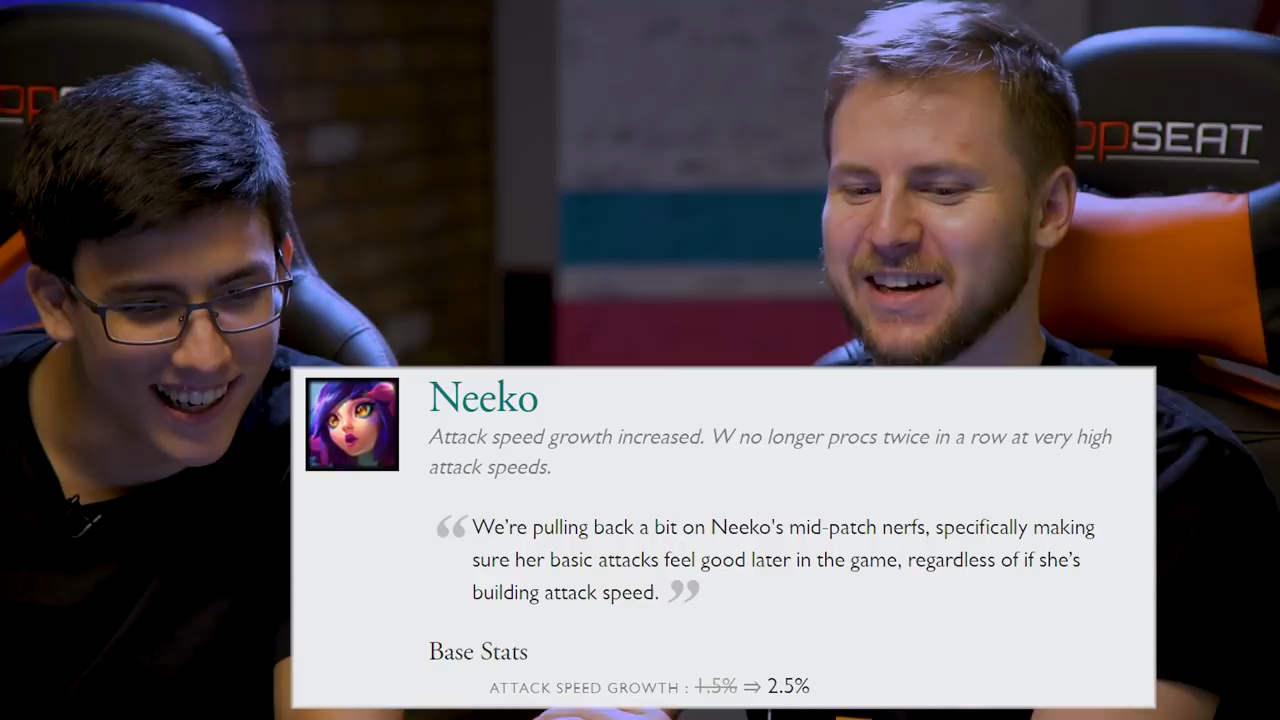 OPSEAT
Neeko
Attack speed growth increased. W no longer procs twice in a row at very high
attack speeds.
“ We’re pulling back a bit on Neeko's mid-patch nerfs, specifically making
sure her basic attacks feel good later in the game, regardless of if she’s
building attack speed. ”
Base Stats
ATTACK SPEED GROWTH : 1.5% ⇒ 2.5%